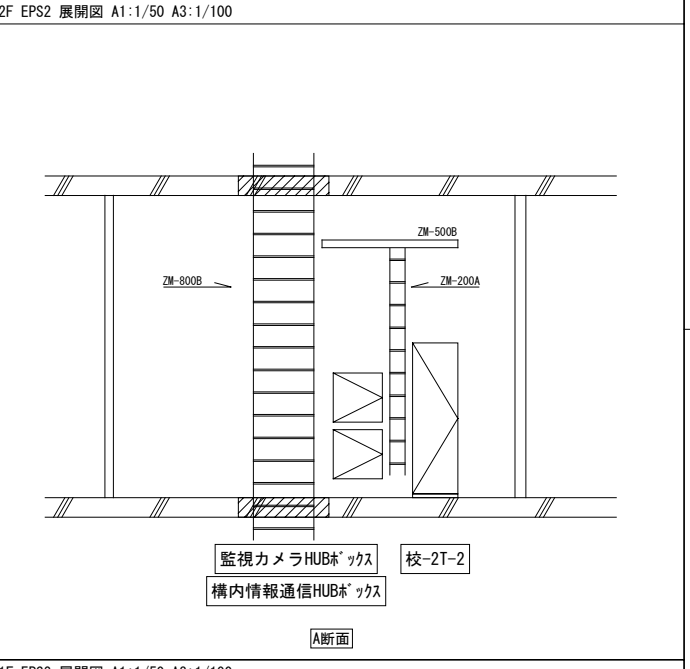 2F EPS2 展開図 A1:1/50 A3:1/100
ZM-500B
ZM-800B
ZM-200A
監視カメラHUBﾎﾞｯｸｽ
校-2T-2
構内情報通信HUBﾎﾞｯｸｽ
A断面